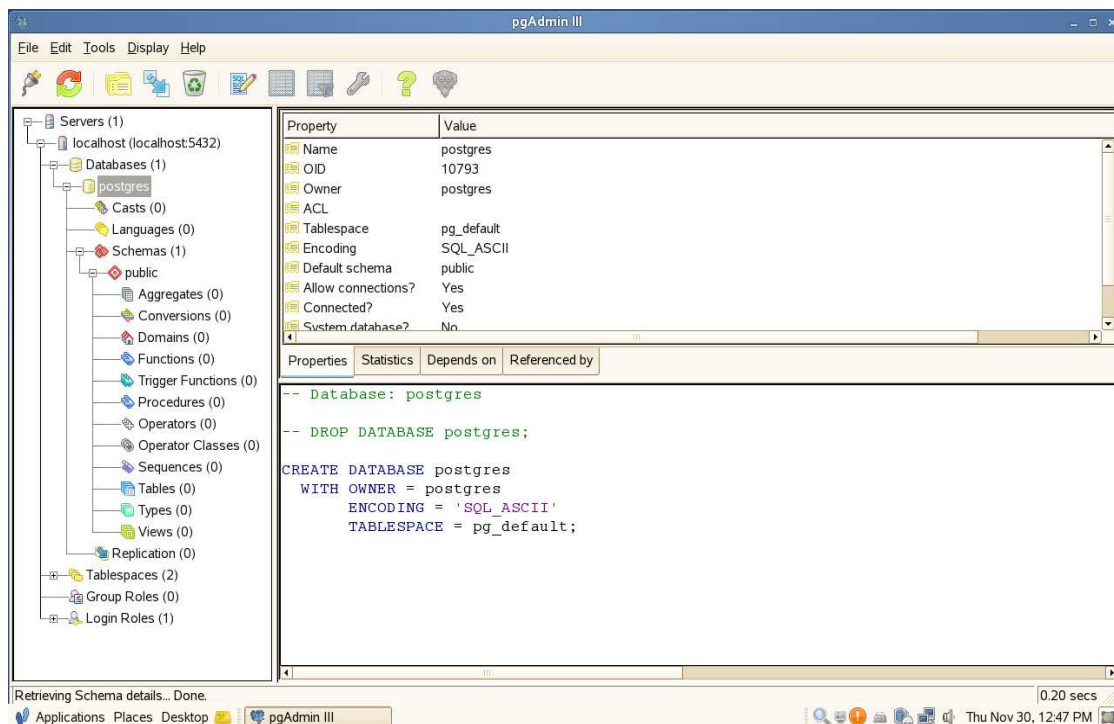 pgAdmin III
File Edit Tools Display Help
SQL
Servers (1)
localhost (localhost:5432)
Databases (1)
postgres
Casts (0)
Languages (0)
Schemas (1)
public
Aggregates (0)
Conversions (0)
Domains (0)
Functions (0)
Trigger Functions (0)
Procedures (0)
Operators (0)
Operator Classes (0)
Sequences (0)
Tables (0)
Types (0)
Views (0)
Replication (0)
Tablespaces (2)
Group Roles (0)
Login Roles (1)
Property Value
Name postgres
OID 10793
Owner postgres
ACL
Tablespace pg_default
Encoding SQL_ASCII
Default schema public
Allow connections? Yes
Connected? Yes
System database? No
Properties Statistics Depends on Referenced by
-- Database: postgres
-- DROP DATABASE postgres;
CREATE DATABASE postgres
WITH OWNER = postgres
ENCODING = 'SQL_ASCII'
TABLESPACE = pg_default;
Retrieving Schema details... Done. 0.20 secs
Applications Places Desktop pgAdmin III Thu Nov 30, 12:47 PM